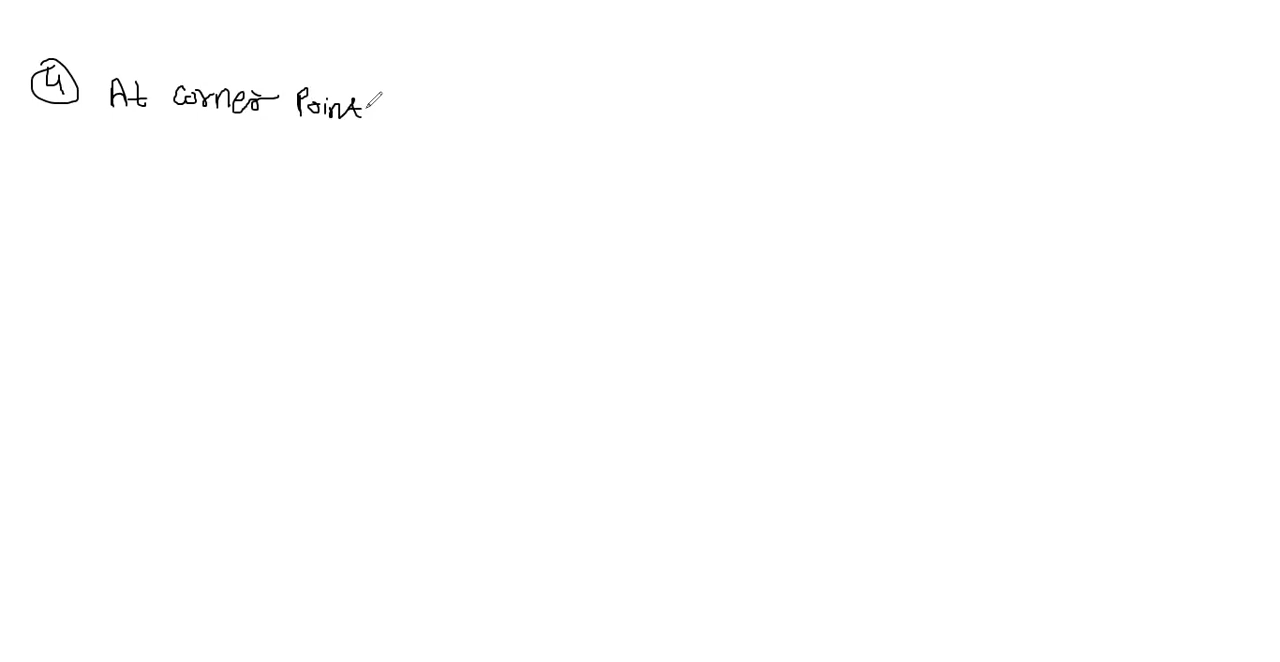 ④ At corner Point